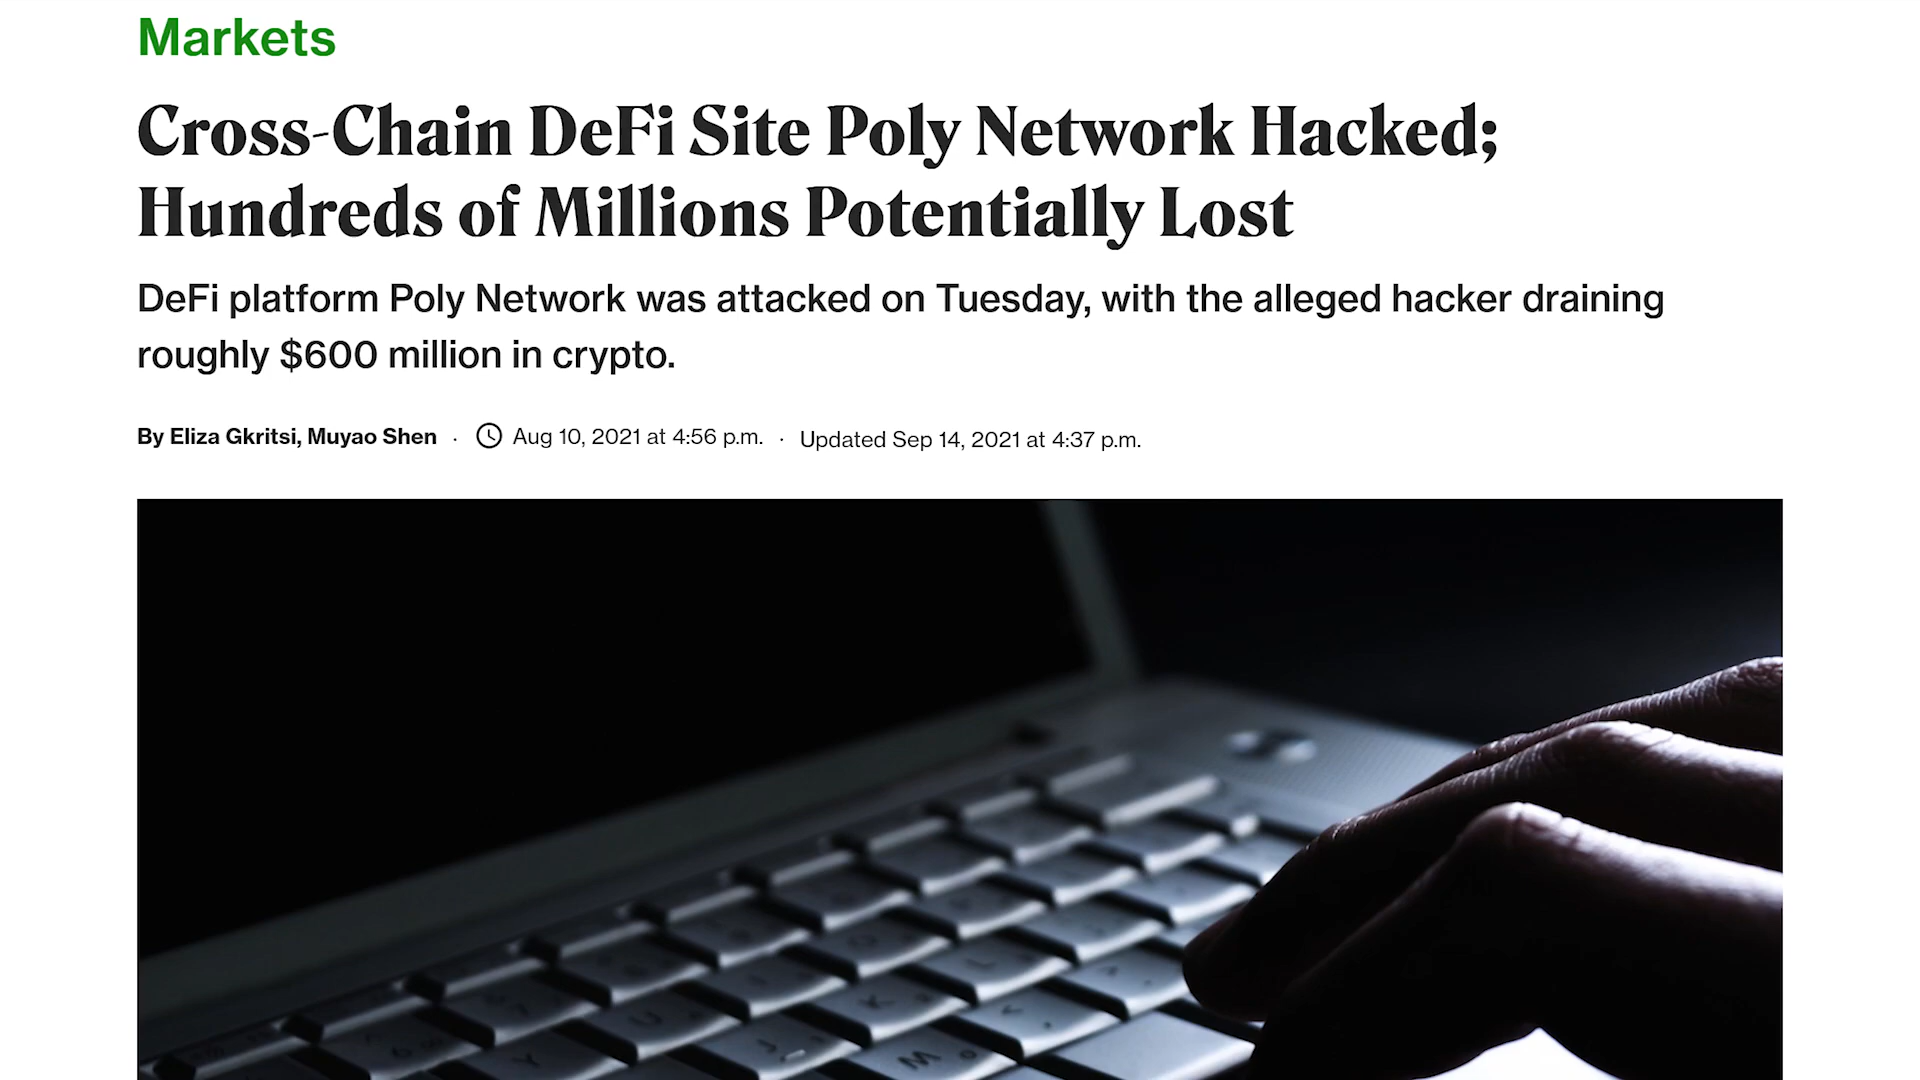 Markets
Cross-Chain DeFi Site Poly Network Hacked;
Hundreds of Millions Potentially Lost
DeFi platform Poly Network was attacked on Tuesday, with the alleged hacker draining
roughly $600 million in crypto.
By Eliza Gkritsi, Muyao Shen · Aug 10, 2021 at 4:56 p.m. · Updated Sep 14, 2021 at 4:37 p.m.